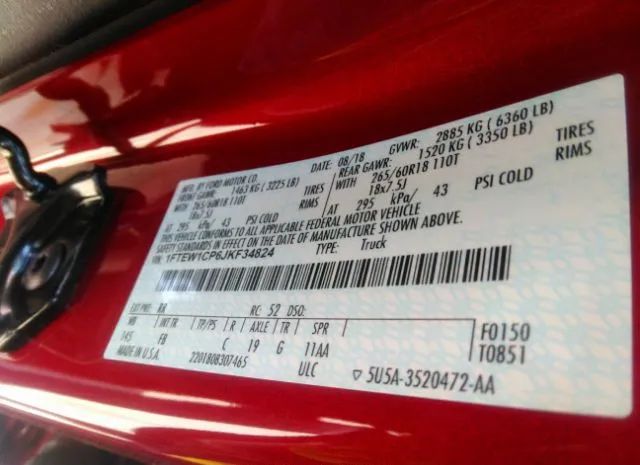 MFD. BY FORD MOTOR CO.
DATE: 08/18 GVWR: 2885 KG ( 6360 LB)
FRONT GAWR: 1463 KG ( 3225 LB) REAR GAWR: 1520 KG ( 3350 LB)
WITH 265/60R18 110T TIRES WITH 265/60R18 110T TIRES
18x7.5J RIMS 18x7.5J RIMS
AT 295 kPa/ 43 PSI COLD AT 295 kPa/ 43 PSI COLD
THIS VEHICLE CONFORMS TO ALL APPLICABLE FEDERAL MOTOR VEHICLE
SAFETY STANDARDS IN EFFECT ON THE DATE OF MANUFACTURE SHOWN ABOVE.
VIN: 1FTEW1CP6JKF34824 TYPE: Truck
EXT PNT: RR RC: 52 DSO:
WB INT TR TP/PS R AXLE TR SPR
145 FB C 19 G 11AA
F0150
T0851
MADE IN U.S.A. 2201808307465 ULC
5U5A-3520472-AA